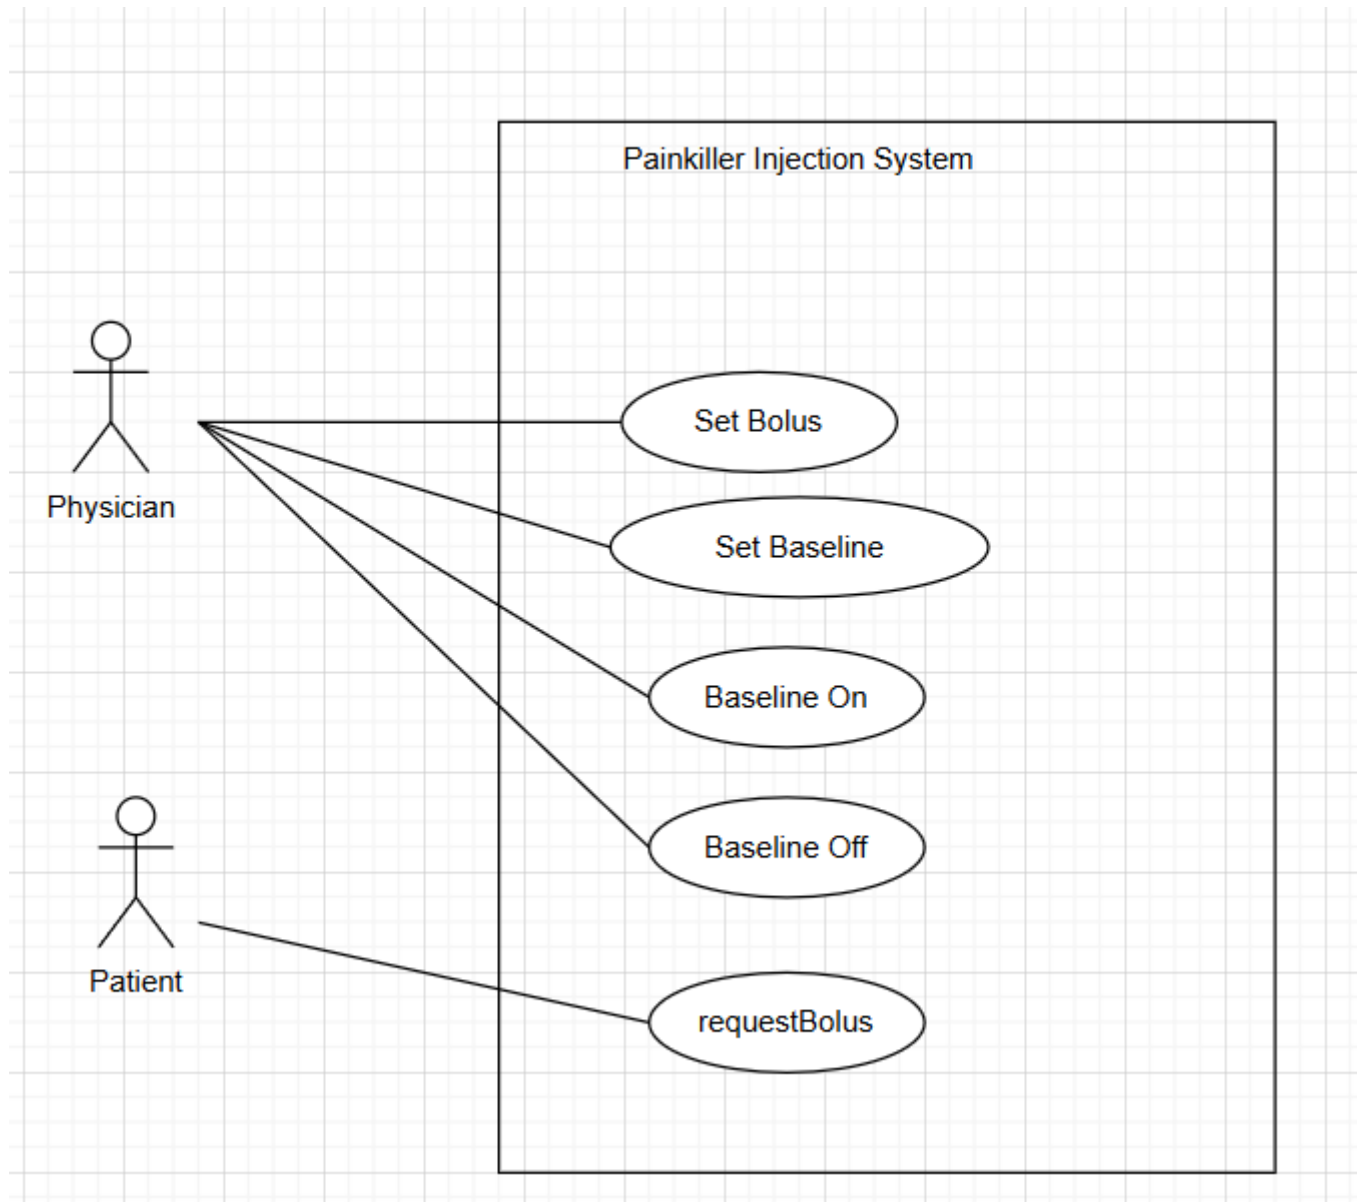 Painkiller Injection System
Set Bolus
Physician
Set Baseline
Baseline On
Baseline Off
Patient
requestBolus